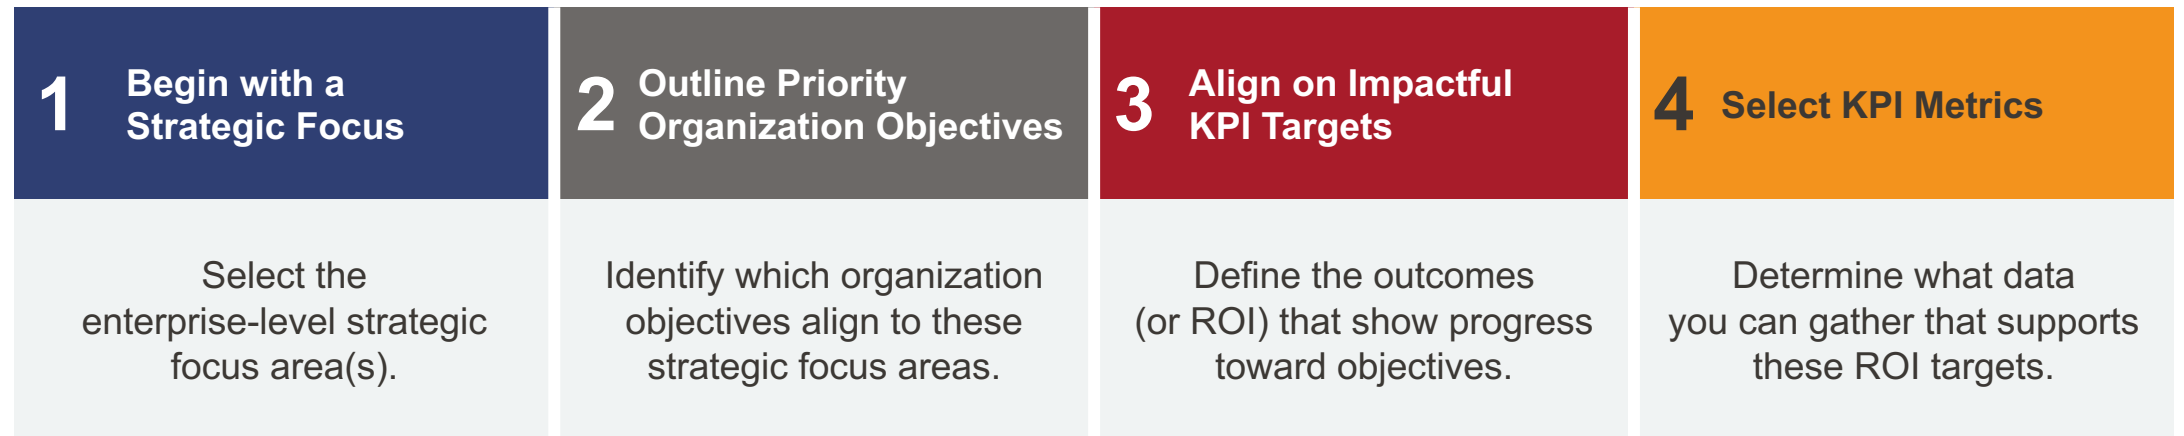 1
Begin with a
Strategic Focus
Select the
enterprise-level strategic
focus area(s).
2
Outline Priority
Organization Objectives
Identify which organization
objectives align to these
strategic focus areas.
3
Align on Impactful
KPI Targets
Define the outcomes
(or ROI) that show progress
toward objectives.
4
Select KPI Metrics
Determine what data
you can gather that supports
these ROI targets.